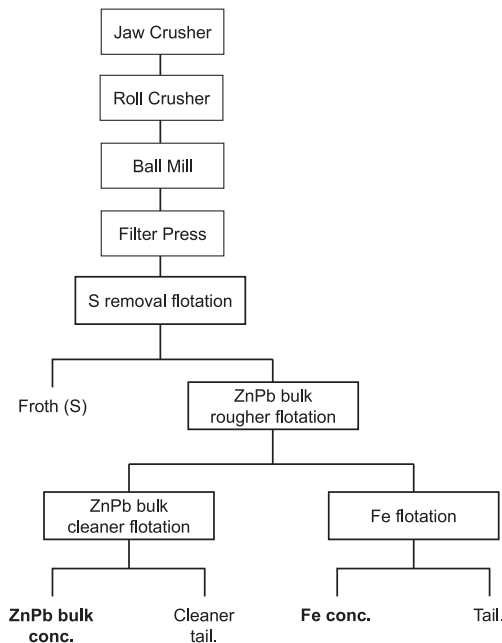 Jaw Crusher
Roll Crusher
Ball Mill
Filter Press
S removal flotation
Froth (S)
ZnPb bulk
rougher flotation
ZnPb bulk
cleaner flotation
Fe flotation
ZnPb bulk
conc.
Cleaner
tail.
Fe conc.
Tail.